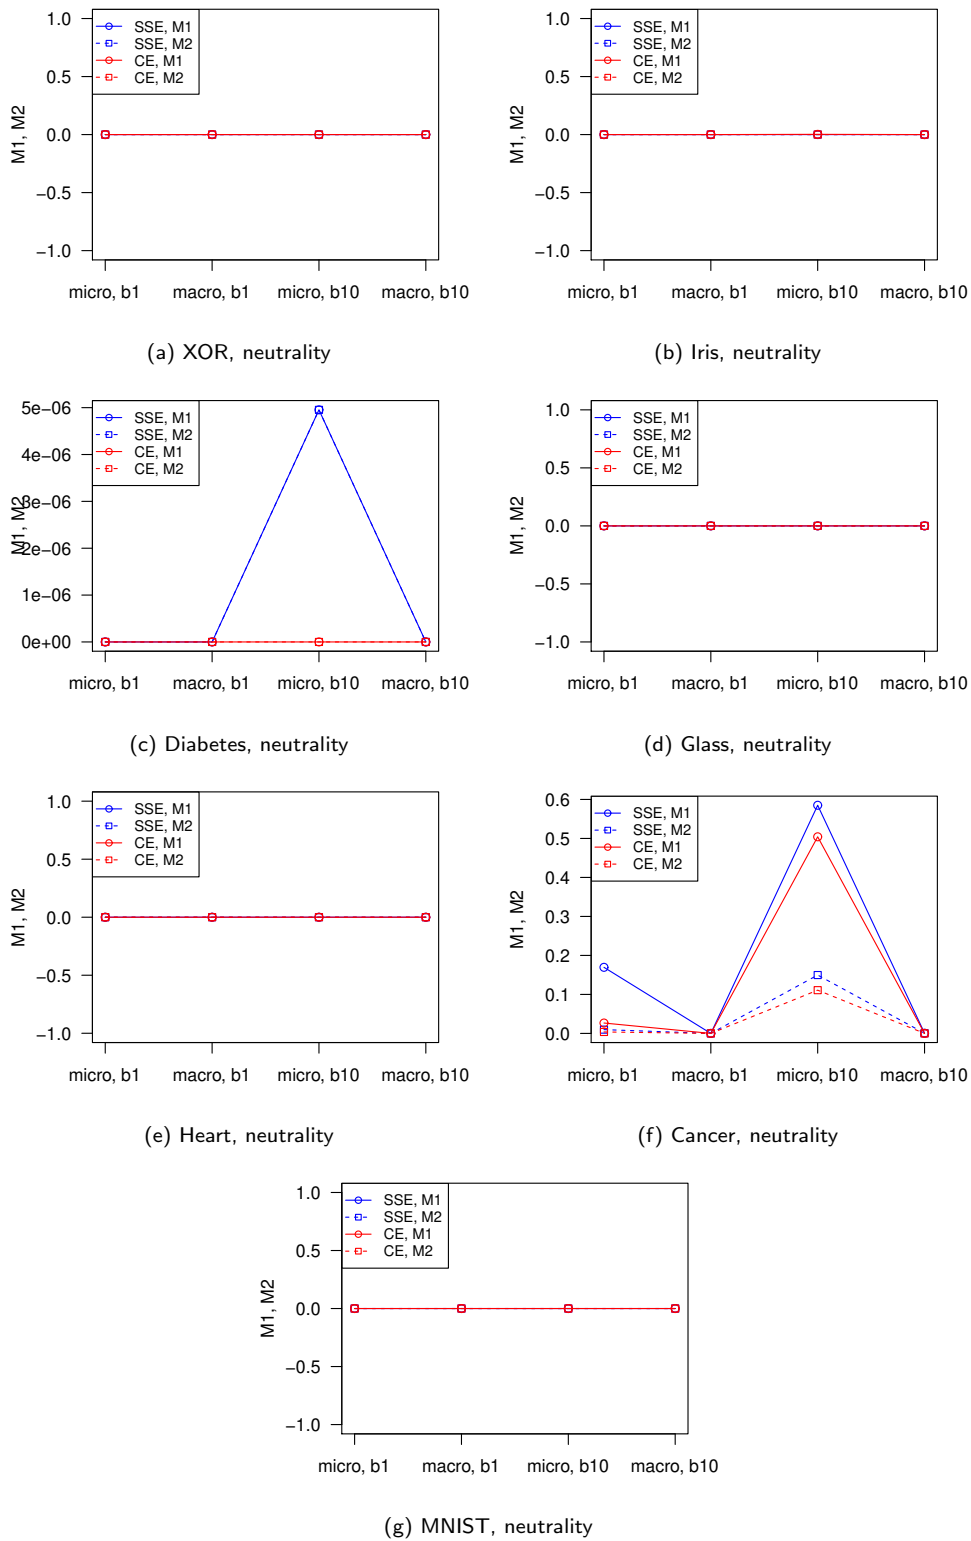 1.0
0.5
0.0
−0.5
−1.0
M1, M2
SSE, M1
SSE, M2
CE, M1
CE, M2
micro, b1 macro, b1 micro, b10 macro, b10
(a) XOR, neutrality
1.0
0.5
0.0
−0.5
−1.0
M1, M2
SSE, M1
SSE, M2
CE, M1
CE, M2
micro, b1 macro, b1 micro, b10 macro, b10
(b) Iris, neutrality
5e−06
4e−06
3e−06
2e−06
1e−06
0e+00
M1, M2
SSE, M1
SSE, M2
CE, M1
CE, M2
micro, b1 macro, b1 micro, b10 macro, b10
(c) Diabetes, neutrality
1.0
0.5
0.0
−0.5
−1.0
M1, M2
SSE, M1
SSE, M2
CE, M1
CE, M2
micro, b1 macro, b1 micro, b10 macro, b10
(d) Glass, neutrality
1.0
0.5
0.0
−0.5
−1.0
M1, M2
SSE, M1
SSE, M2
CE, M1
CE, M2
micro, b1 macro, b1 micro, b10 macro, b10
(e) Heart, neutrality
0.6
0.5
0.4
0.3
0.2
0.1
0.0
M1, M2
SSE, M1
SSE, M2
CE, M1
CE, M2
micro, b1 macro, b1 micro, b10 macro, b10
(f) Cancer, neutrality
1.0
0.5
0.0
−0.5
−1.0
M1, M2
SSE, M1
SSE, M2
CE, M1
CE, M2
micro, b1 macro, b1 micro, b10 macro, b10
(g) MNIST, neutrality